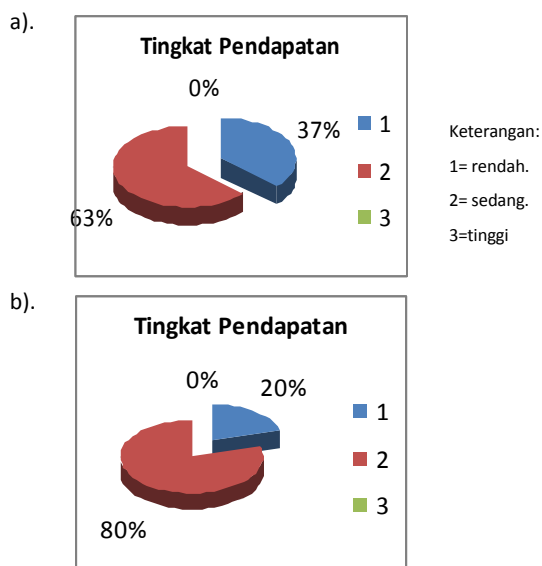 a).
Tingkat Pendapatan
0%
37%
63%
1
2
3
Keterangan:
1= rendah.
2= sedang.
3=tinggi
b).
Tingkat Pendapatan
0%
20%
80%
1
2
3